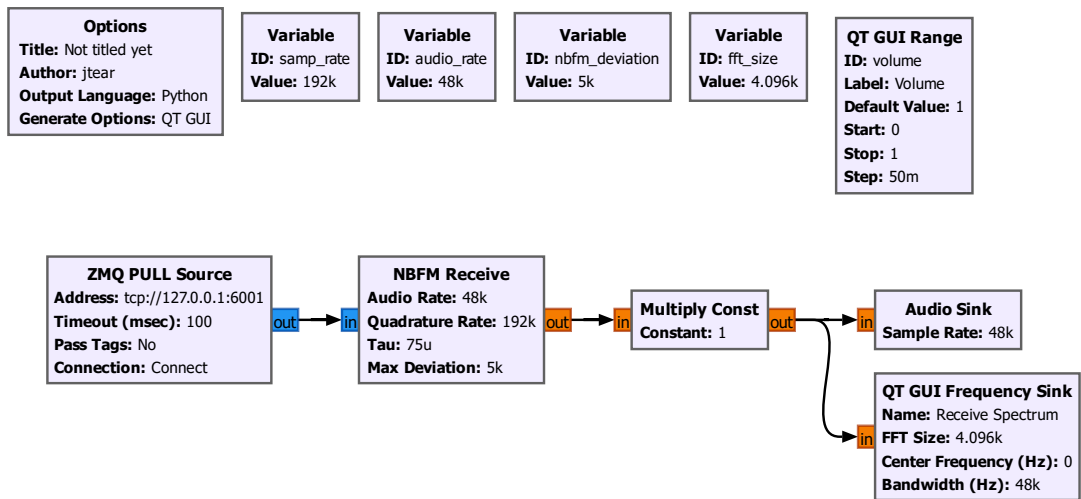 Options
Title: Not titled yet
Author: jtear
Output Language: Python
Generate Options: QT GUI
Variable
ID: samp_rate
Value: 192k
Variable
ID: audio_rate
Value: 48k
Variable
ID: nbfm_deviation
Value: 5k
Variable
ID: fft_size
Value: 4.096k
QT GUI Range
ID: volume
Label: Volume
Default Value: 1
Start: 0
Stop: 1
Step: 50m
ZMQ PULL Source
Address: tcp://127.0.0.1:6001
Timeout (msec): 100
Pass Tags: No
Connection: Connect
out
in
NBFM Receive
Audio Rate: 48k
Quadrature Rate: 192k
Tau: 75u
Max Deviation: 5k
out
in
Multiply Const
Constant: 1
out
in
Audio Sink
Sample Rate: 48k
in
QT GUI Frequency Sink
Name: Receive Spectrum
FFT Size: 4.096k
Center Frequency (Hz): 0
Bandwidth (Hz): 48k